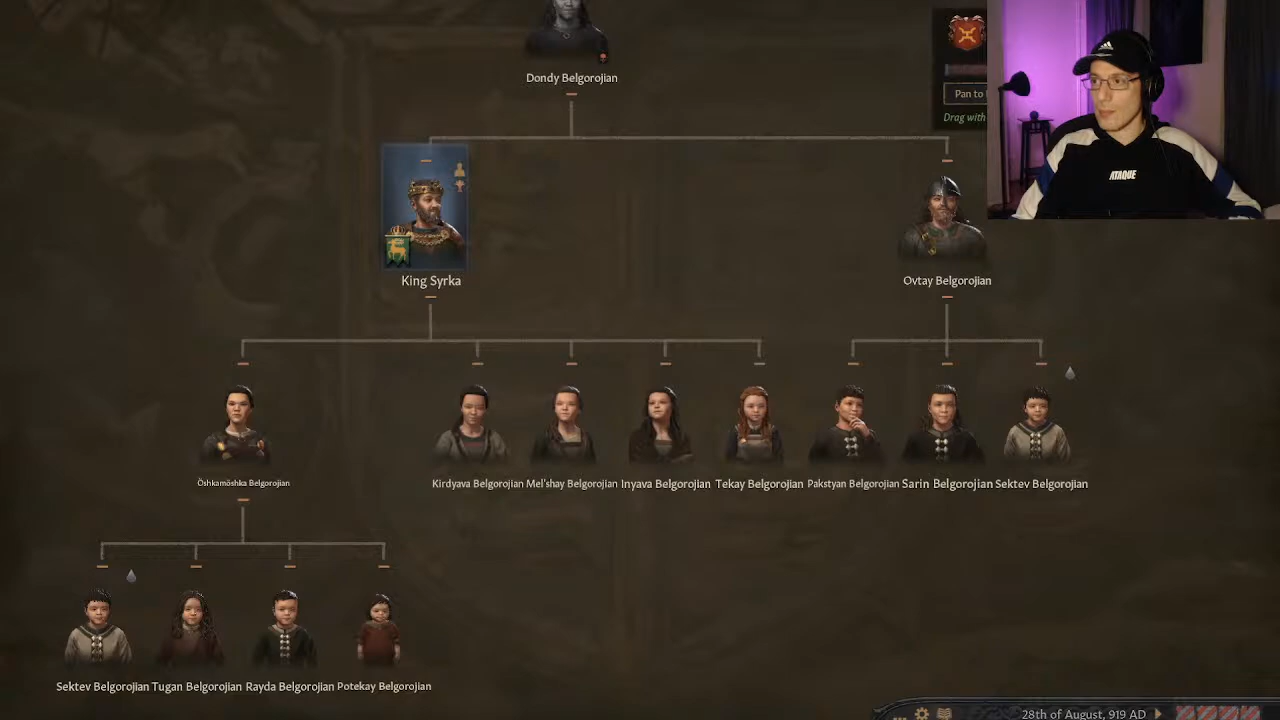 Dondy Belgorojian
Pan to
Drag with
ATAQUE
King Syrka
Ovtay Belgorojian
Öshkamöshka Belgorojian
Kirdyava Belgorojian
Mel'shay Belgorojian
Inyava Belgorojian
Tekay Belgorojian
Pakstyan Belgorojian
Sarin Belgorojian
Sektev Belgorojian
Sektev Belgorojian
Tugan Belgorojian
Rayda Belgorojian
Potekay Belgorojian
28th of August, 919 AD